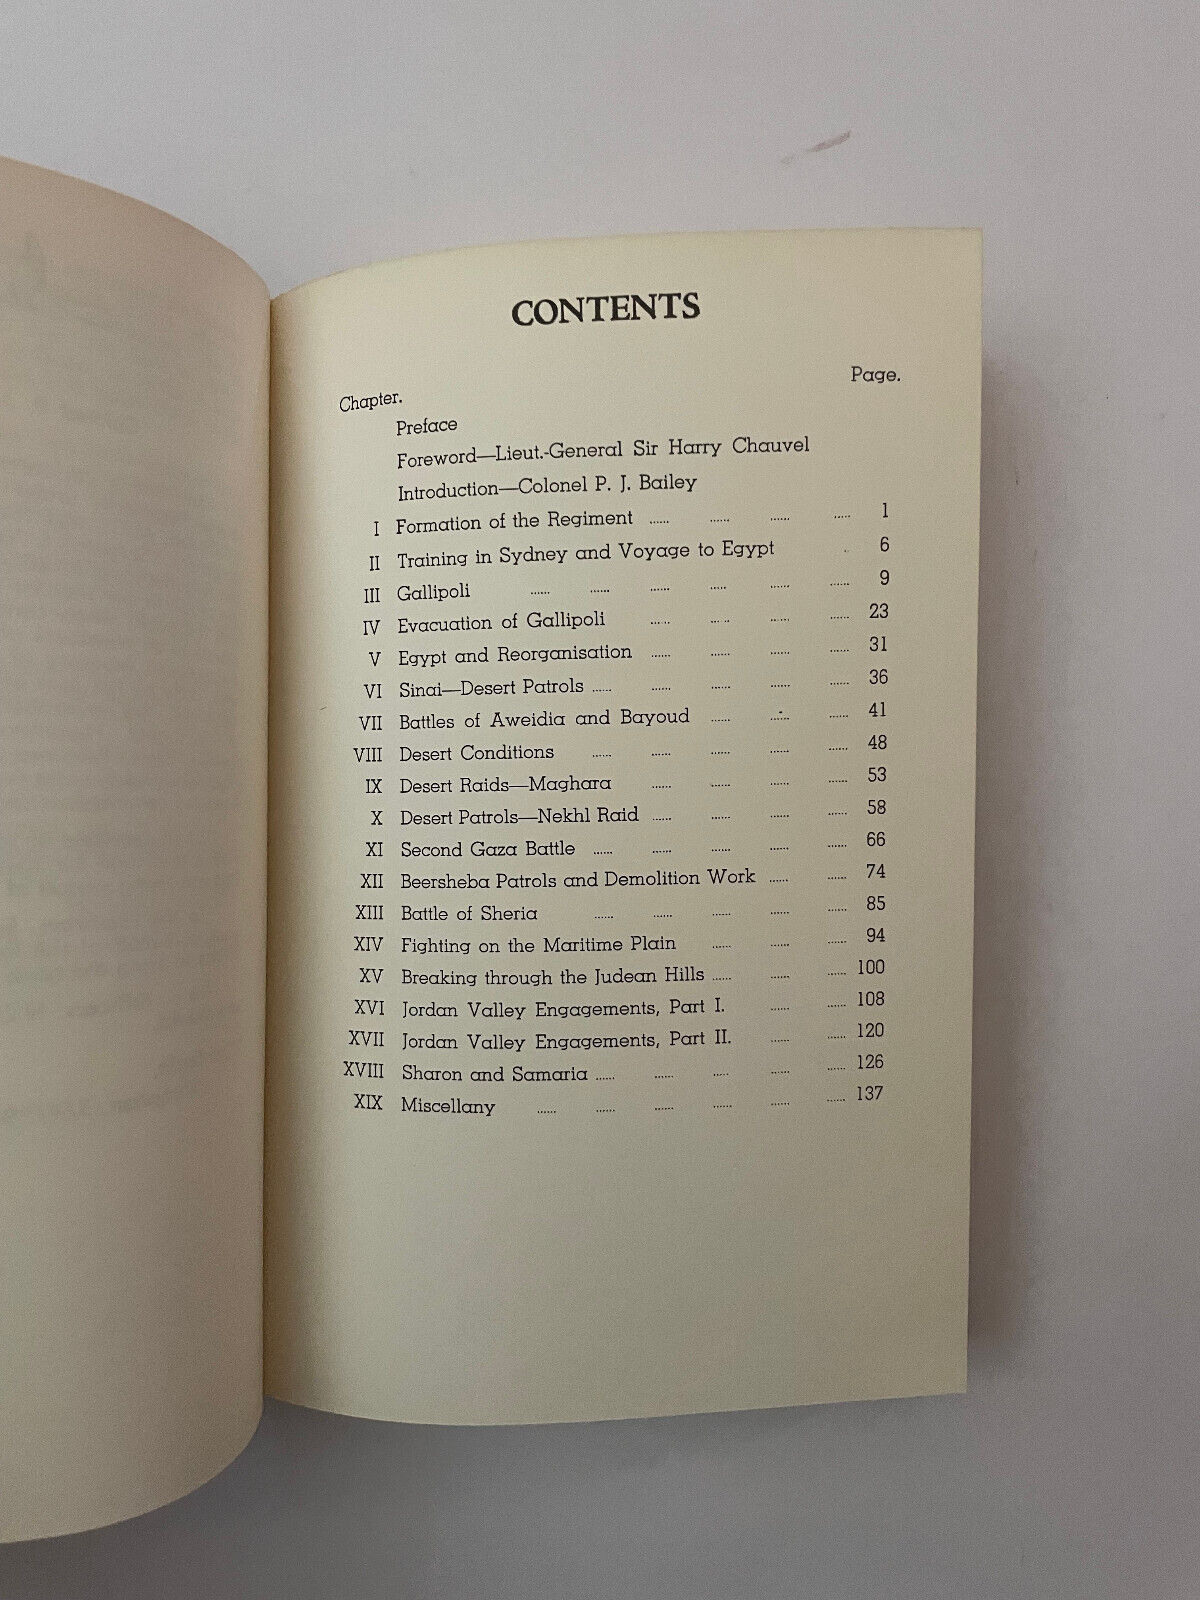 CONTENTS
Chapter. Page.
Preface
Foreword—Lieut.-General Sir Harry Chauvel
Introduction—Colonel P. J. Bailey
I Formation of the Regiment ...... ...... ...... ..... 1
II Training in Sydney and Voyage to Egypt .. 6
III Gallipoli ...... ...... ...... ..... ...... ...... 9
IV Evacuation of Gallipoli ...... ...... ...... ...... 23
V Egypt and Reorganisation ...... ...... ...... ...... 31
VI Sinai—Desert Patrols ...... ...... ...... ...... ...... 36
VII Battles of Aweidia and Bayoud ...... ...... ...... 41
VIII Desert Conditions ...... ...... ...... ...... ...... 48
IX Desert Raids—Maghara ...... ...... ...... ...... 53
X Desert Patrols—Nekhl Raid ...... ...... ...... ...... 58
XI Second Gaza Battle ...... ...... ...... ...... ...... 66
XII Beersheba Patrols and Demolition Work ...... ...... 74
XIII Battle of Sheria ...... ...... ...... ...... ...... 85
XIV Fighting on the Maritime Plain ...... ...... ...... 94
XV Breaking through the Judean Hills ...... ...... ...... 100
XVI Jordan Valley Engagements, Part I. ...... ...... 108
XVII Jordan Valley Engagements, Part II. ...... ...... 120
XVIII Sharon and Samaria ...... ...... ..... ...... ...... 126
XIX Miscellany ...... ...... ...... ...... ...... ...... 137